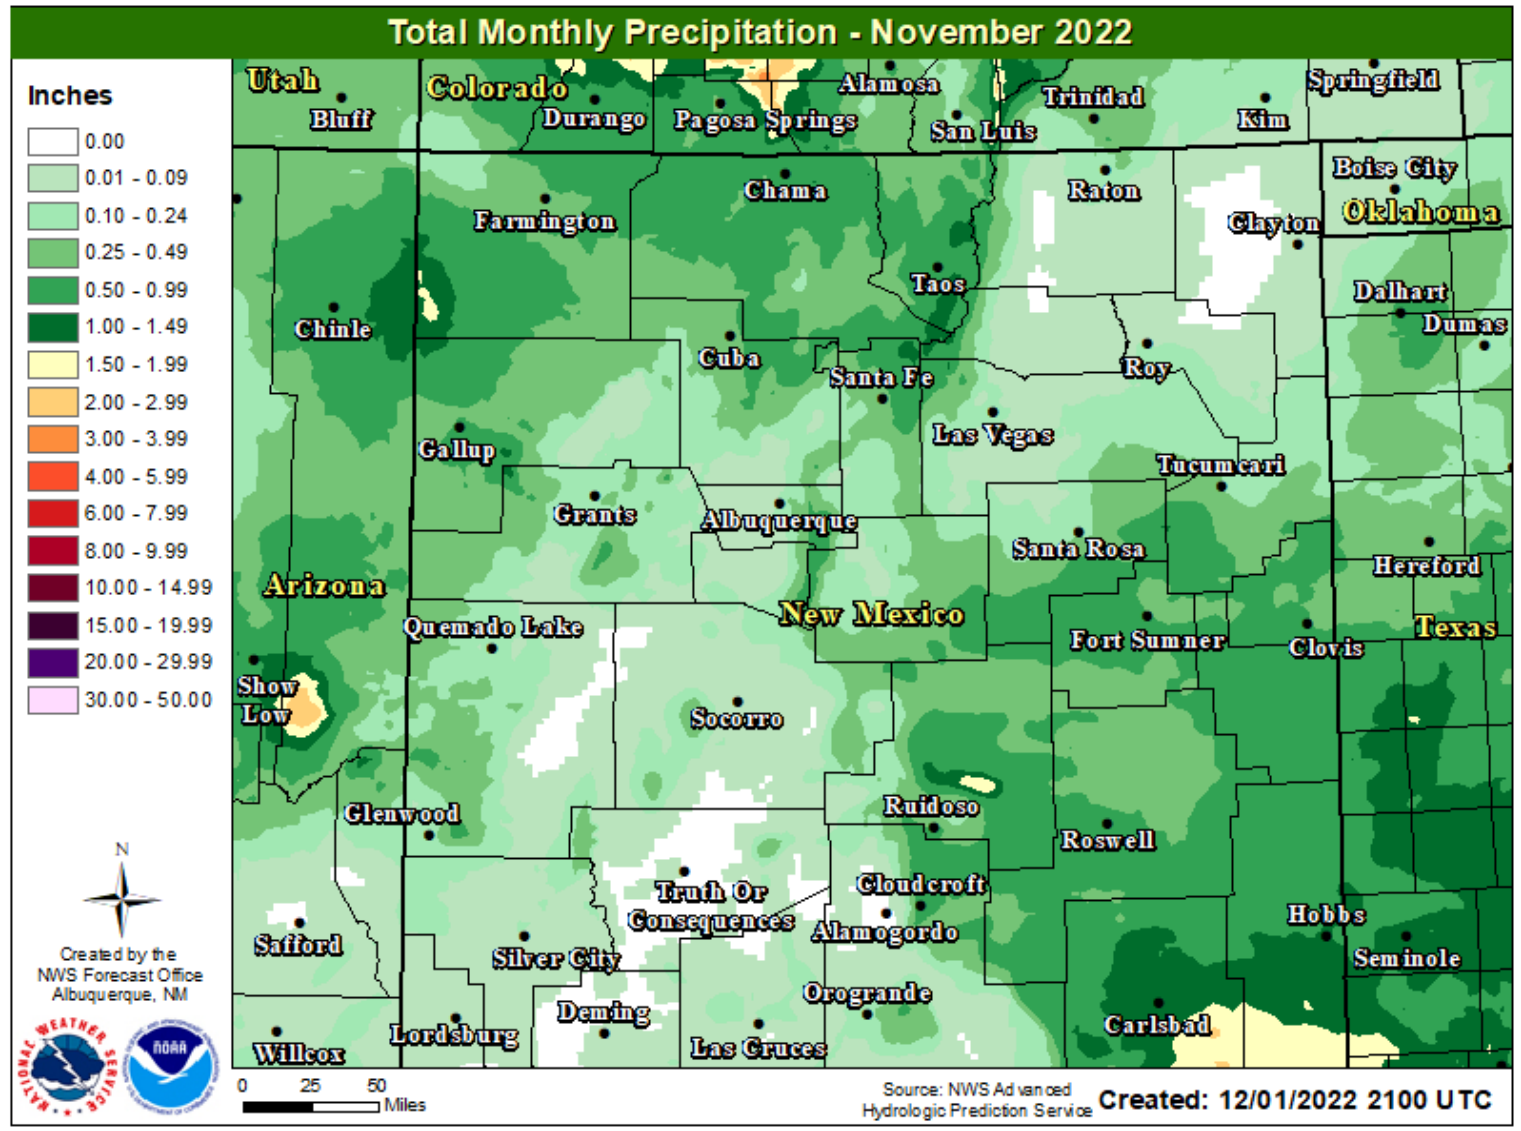 Total Monthly Precipitation - November 2022
Inches
0.00
0.01 - 0.09
0.10 - 0.24
0.25 - 0.49
0.50 - 0.99
1.00 - 1.49
1.50 - 1.99
2.00 - 2.99
3.00 - 3.99
4.00 - 5.99
6.00 - 7.99
8.00 - 9.99
10.00 - 14.99
15.00 - 19.99
20.00 - 29.99
30.00 - 50.00
N
Created by the
NWS Forecast Office
Albuquerque, NM
NATIONAL WEATHER SERVICE
NOAA
Utah
Colorado
Alamosa
Springfield
Bluff
Durango
Pagosa Springs
San Luis
Trinidad
Kim
Boise City
Chama
Raton
Farmington
Clayton
Oklahoma
Taos
Dalhart
Chinle
Dumas
Cuba
Santa Fe
Roy
Gallup
Las Vegas
Tucumcari
Grants
Albuquerque
Santa Rosa
Hereford
Arizona
New Mexico
Quemado Lake
Fort Sumner
Clovis
Texas
Show
Low
Socorro
Glenwood
Ruidoso
Roswell
Truth Or
Consequences
Cloudcroft
Alamogordo
Hobbs
Safford
Silver City
Seminole
Orogrande
Deming
Carlsbad
Willcox
Lordsburg
Las Cruces
0 25 50
Miles
Source: NWS Advanced
Hydrologic Prediction Service
Created: 12/01/2022 2100 UTC